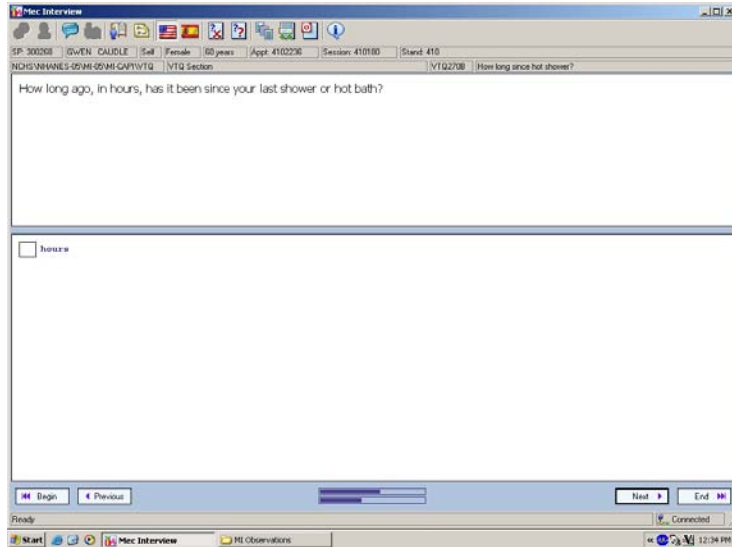 Mec Interview
SP: 300268 GWEN CAUDLE Self Female 60 years Appt: 4102236 Session: 410180 Stand: 410
NCHS\NHANES-05\MI-05\MI-CAPI\VTQ VTQ Section VTQ270B How long since hot shower?
How long ago, in hours, has it been since your last shower or hot bath?
hours
Begin Previous Next End
Ready Connected
Start Mec Interview MI Observations 12:34 PM